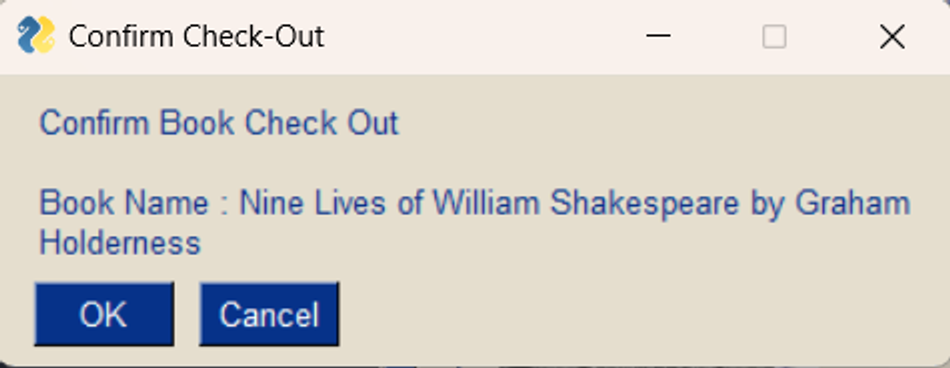 Confirm Check-Out
Confirm Book Check Out
Book Name : Nine Lives of William Shakespeare by Graham
Holderness
OK Cancel